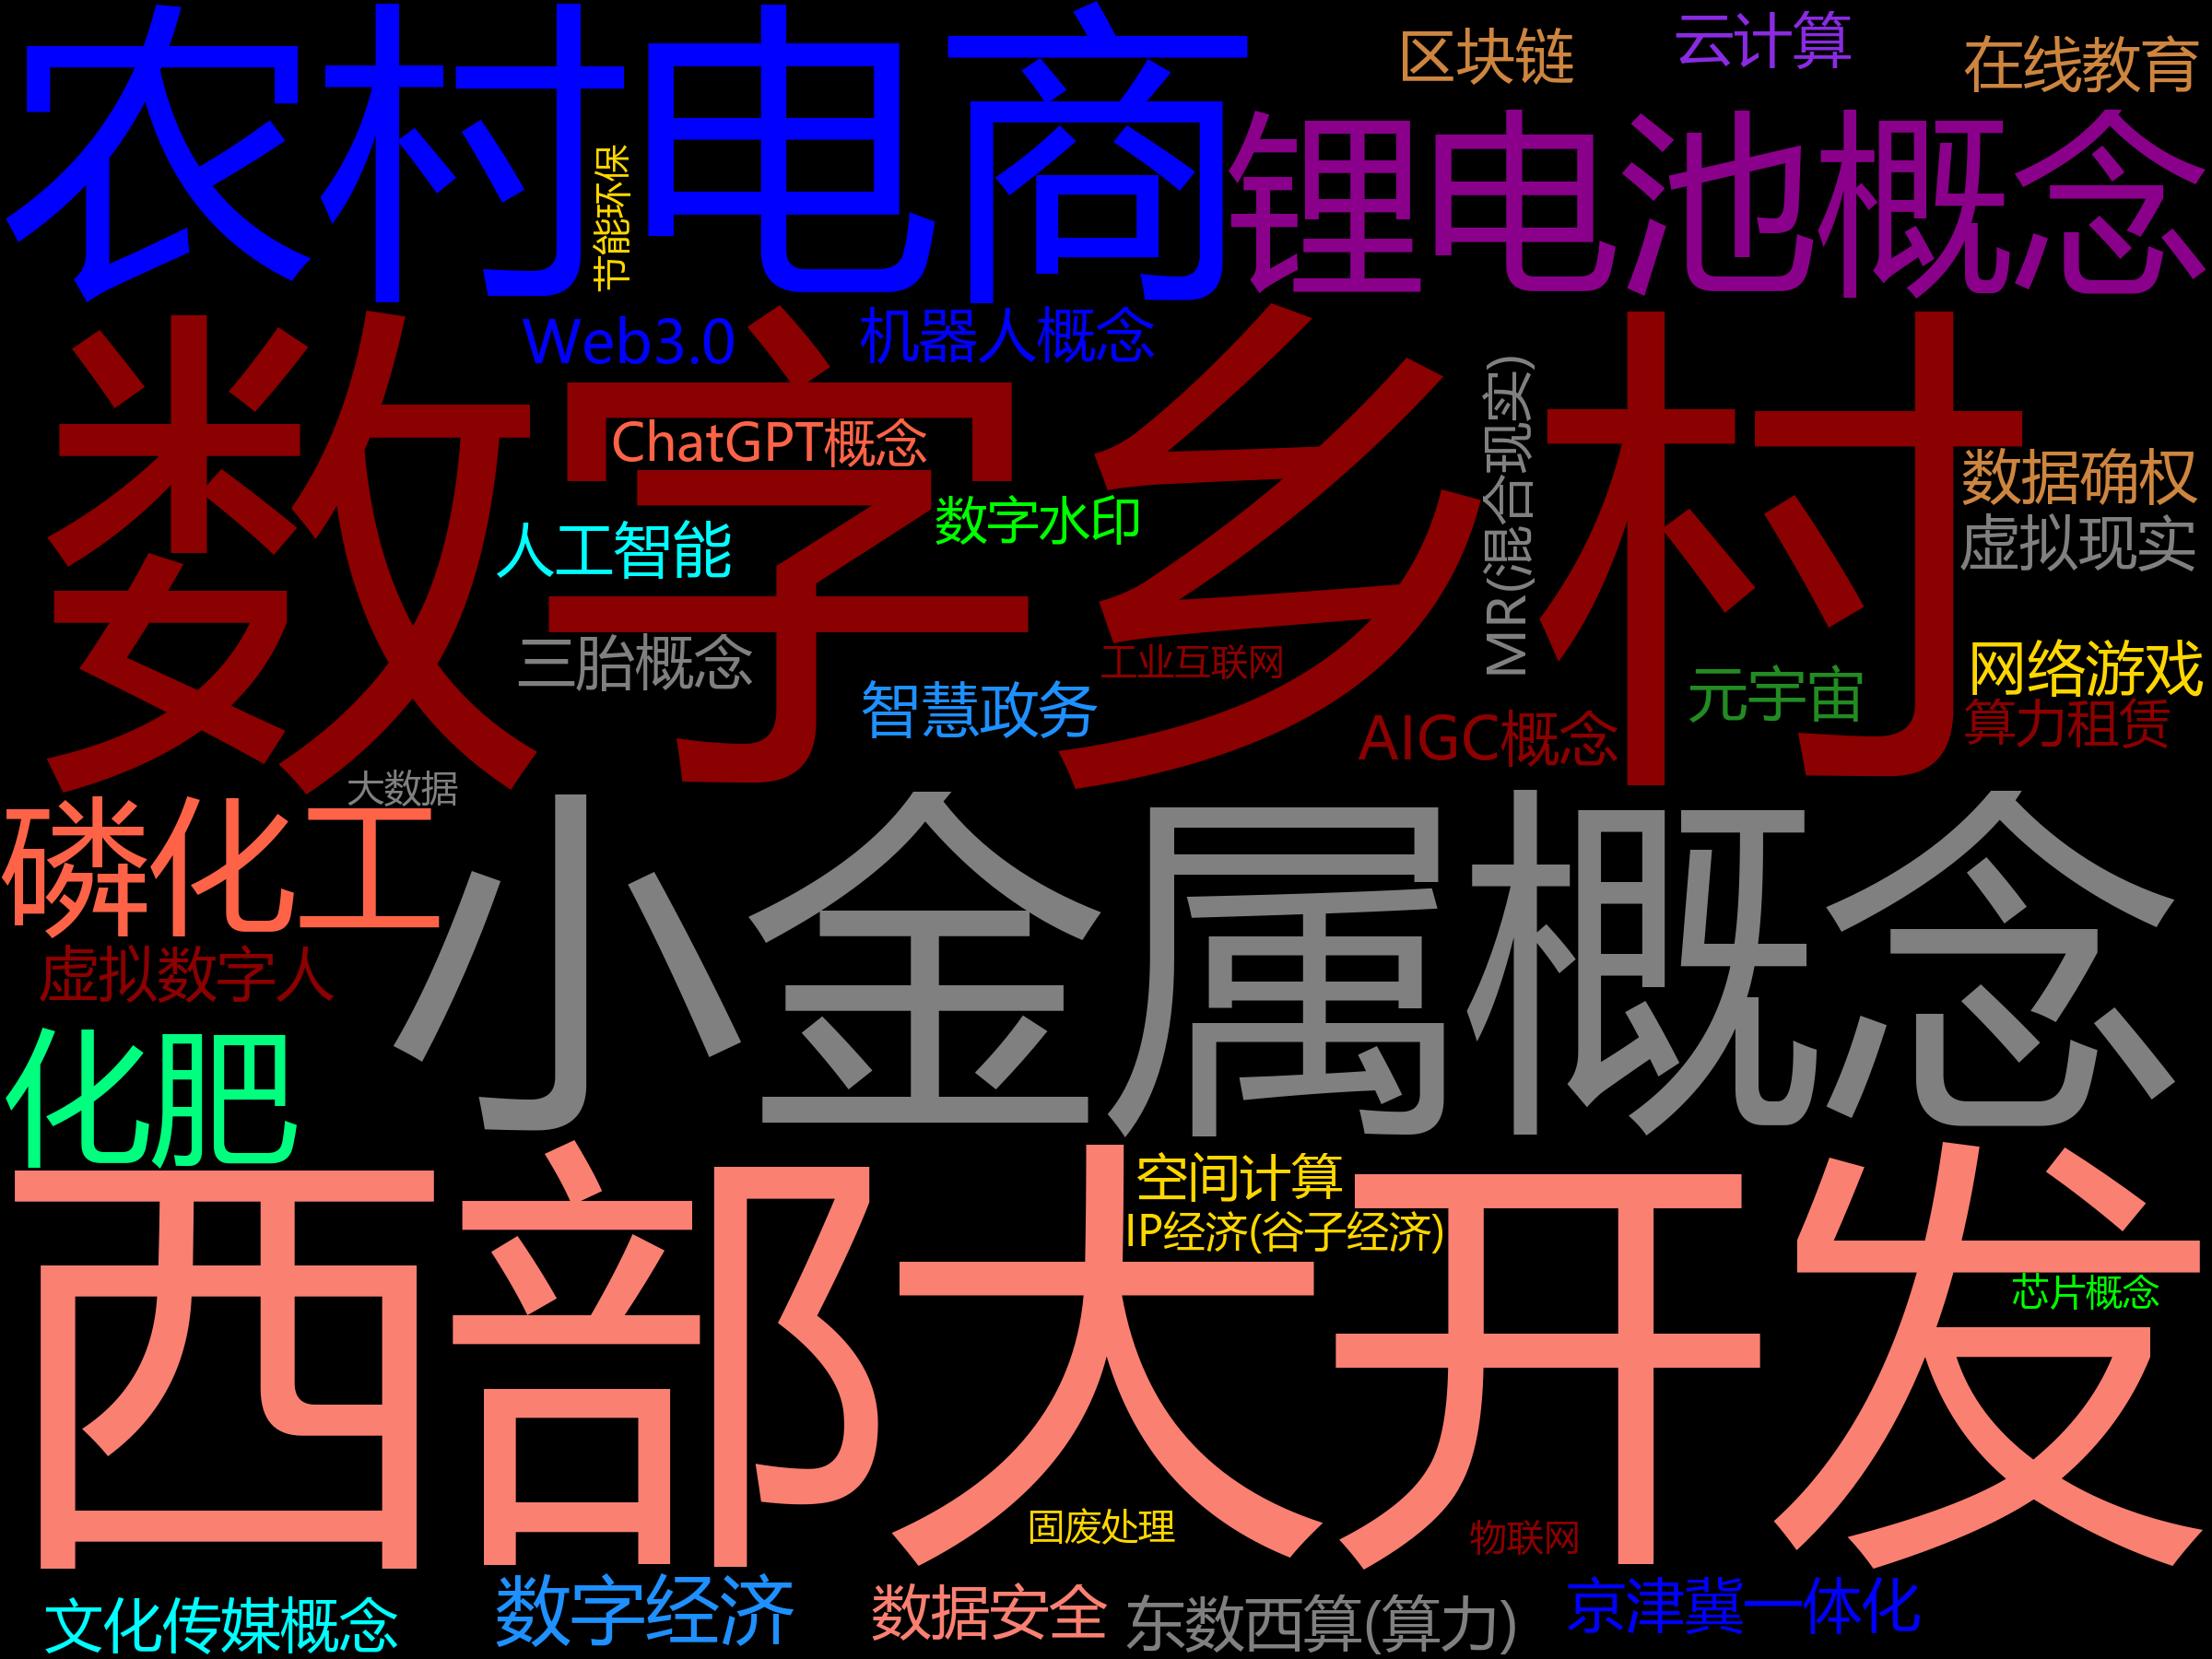 农村电商
区块链
云计算
在线教育
锂电池概念
节能环保
Web3.0
机器人概念
数字乡村
ChatGPT概念
MR(混合现实)
数据确权
数字水印
人工智能
虚拟现实
三胎概念
工业互联网
网络游戏
智慧政务
元宇宙
AIGC概念
算力租赁
大数据
磷化工
小金属概念
虚拟数字人
化肥
西部大开发
空间计算
IP经济(谷子经济)
芯片概念
固废处理
物联网
文化传媒概念
数字经济
数据安全
东数西算(算力)
京津冀一体化